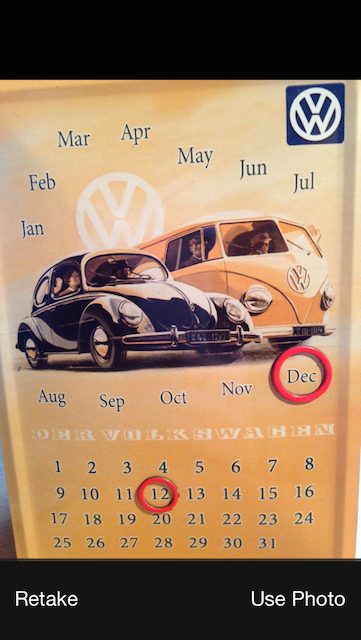 Mar Apr
May
Jun
Feb
Jul
Jan
Dec
Aug Sep Oct Nov
DER VOLKSWAGEN
1 2 3 4 5 6 7 8
9 10 11 12 13 14 15 16
17 18 19 20 21 22 23 24
25 26 27 28 29 30 31
Retake Use Photo